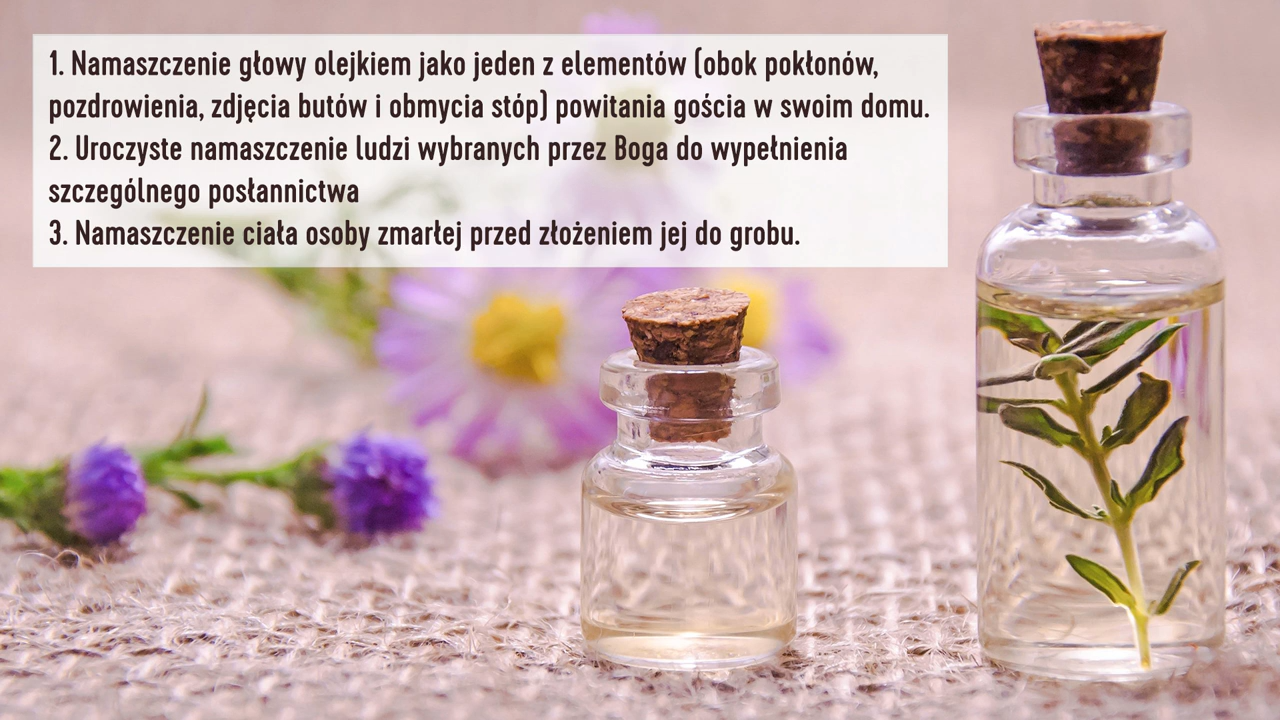 1. Namaszczenie głowy olejkiem jako jeden z elementów (obok pokłonów,
pozdrowienia, zdjęcia butów i obmycia stóp) powitania gościa w swoim domu.
2. Uroczyste namaszczenie ludzi wybranych przez Boga do wypełnienia
szczególnego posłannictwa
3. Namaszczenie ciała osoby zmarłej przed złożeniem jej do grobu.